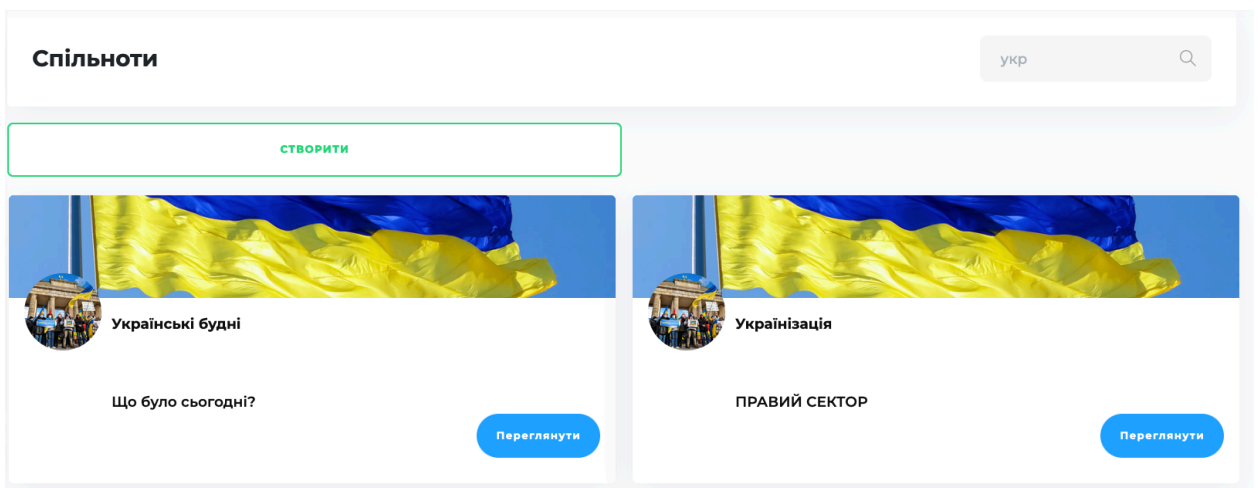 Спільноти
укр
СТВОРИТИ
Українські будні
Що було сьогодні?
Переглянути
Українізація
ПРАВИЙ СЕКТОР
Переглянути